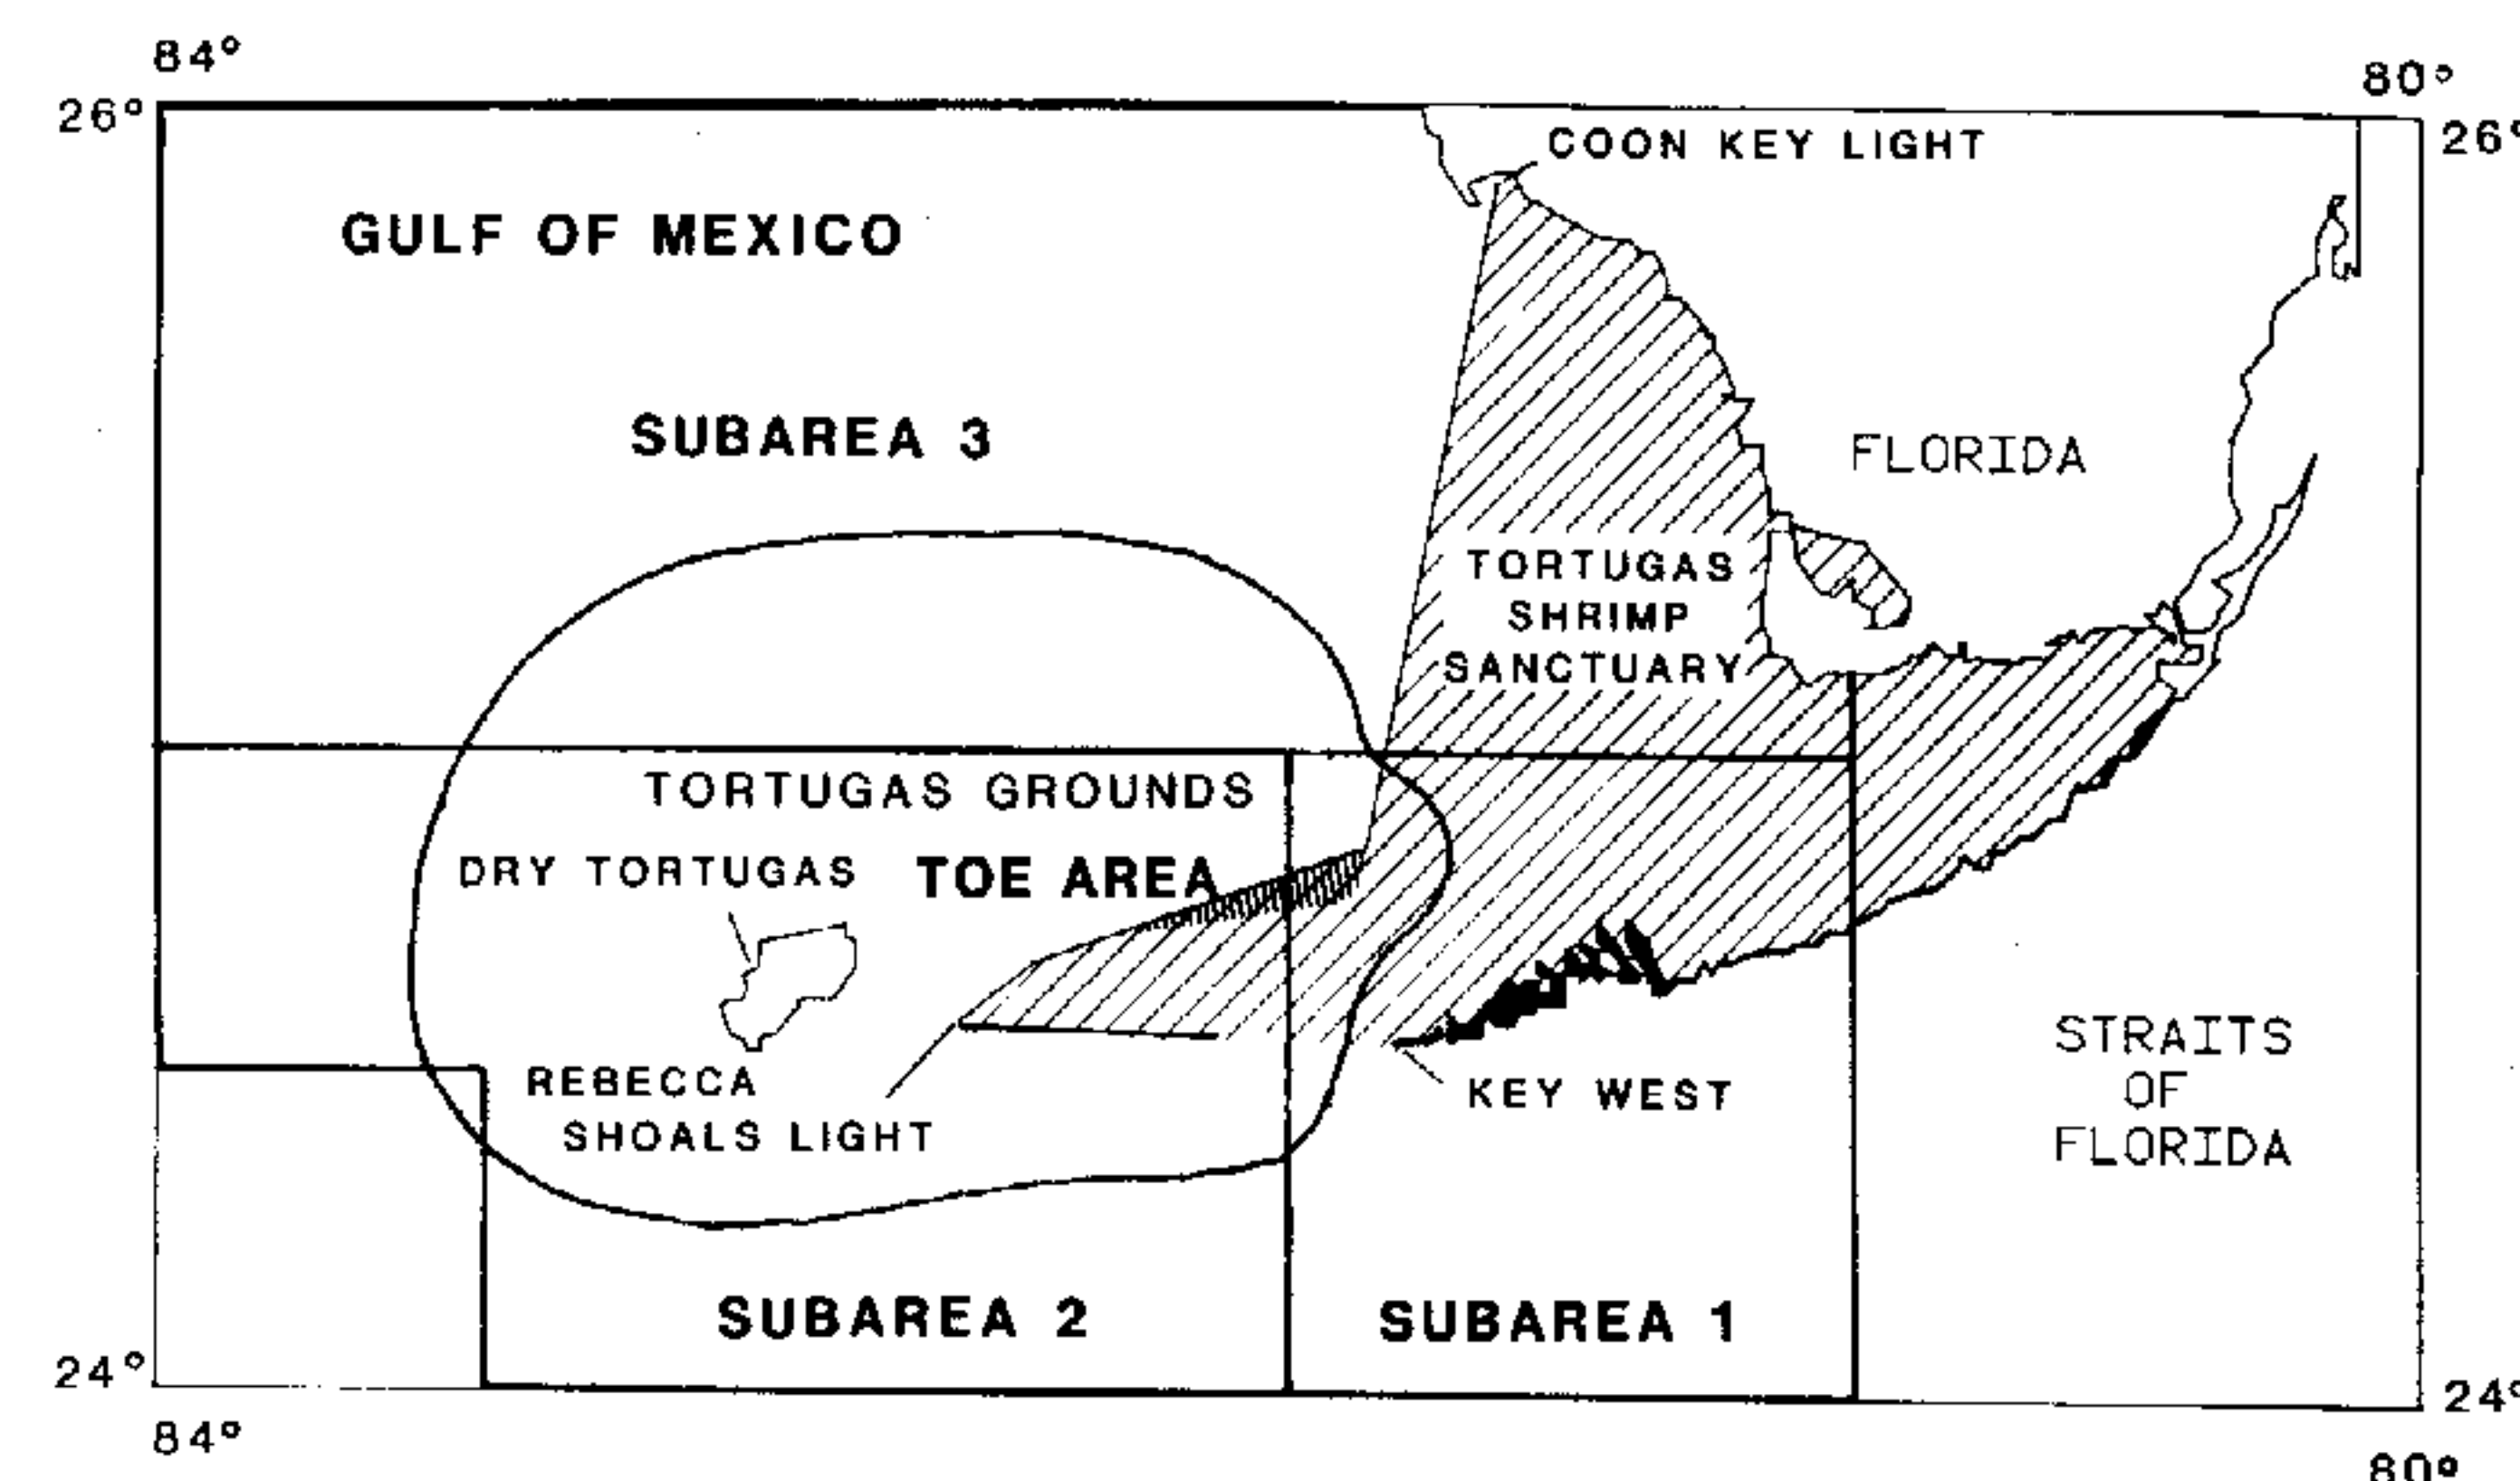 84°
80°
26°
26°
COON KEY LIGHT
GULF OF MEXICO
SUBAREA 3
FLORIDA
TORTUGAS
SHRIMP
SANCTUARY
TORTUGAS GROUNDS
DRY TORTUGAS
TOE AREA
STRAITS
OF
FLORIDA
REBECCA
SHOALS LIGHT
KEY WEST
SUBAREA 2
SUBAREA 1
24°
24°
84°
80°